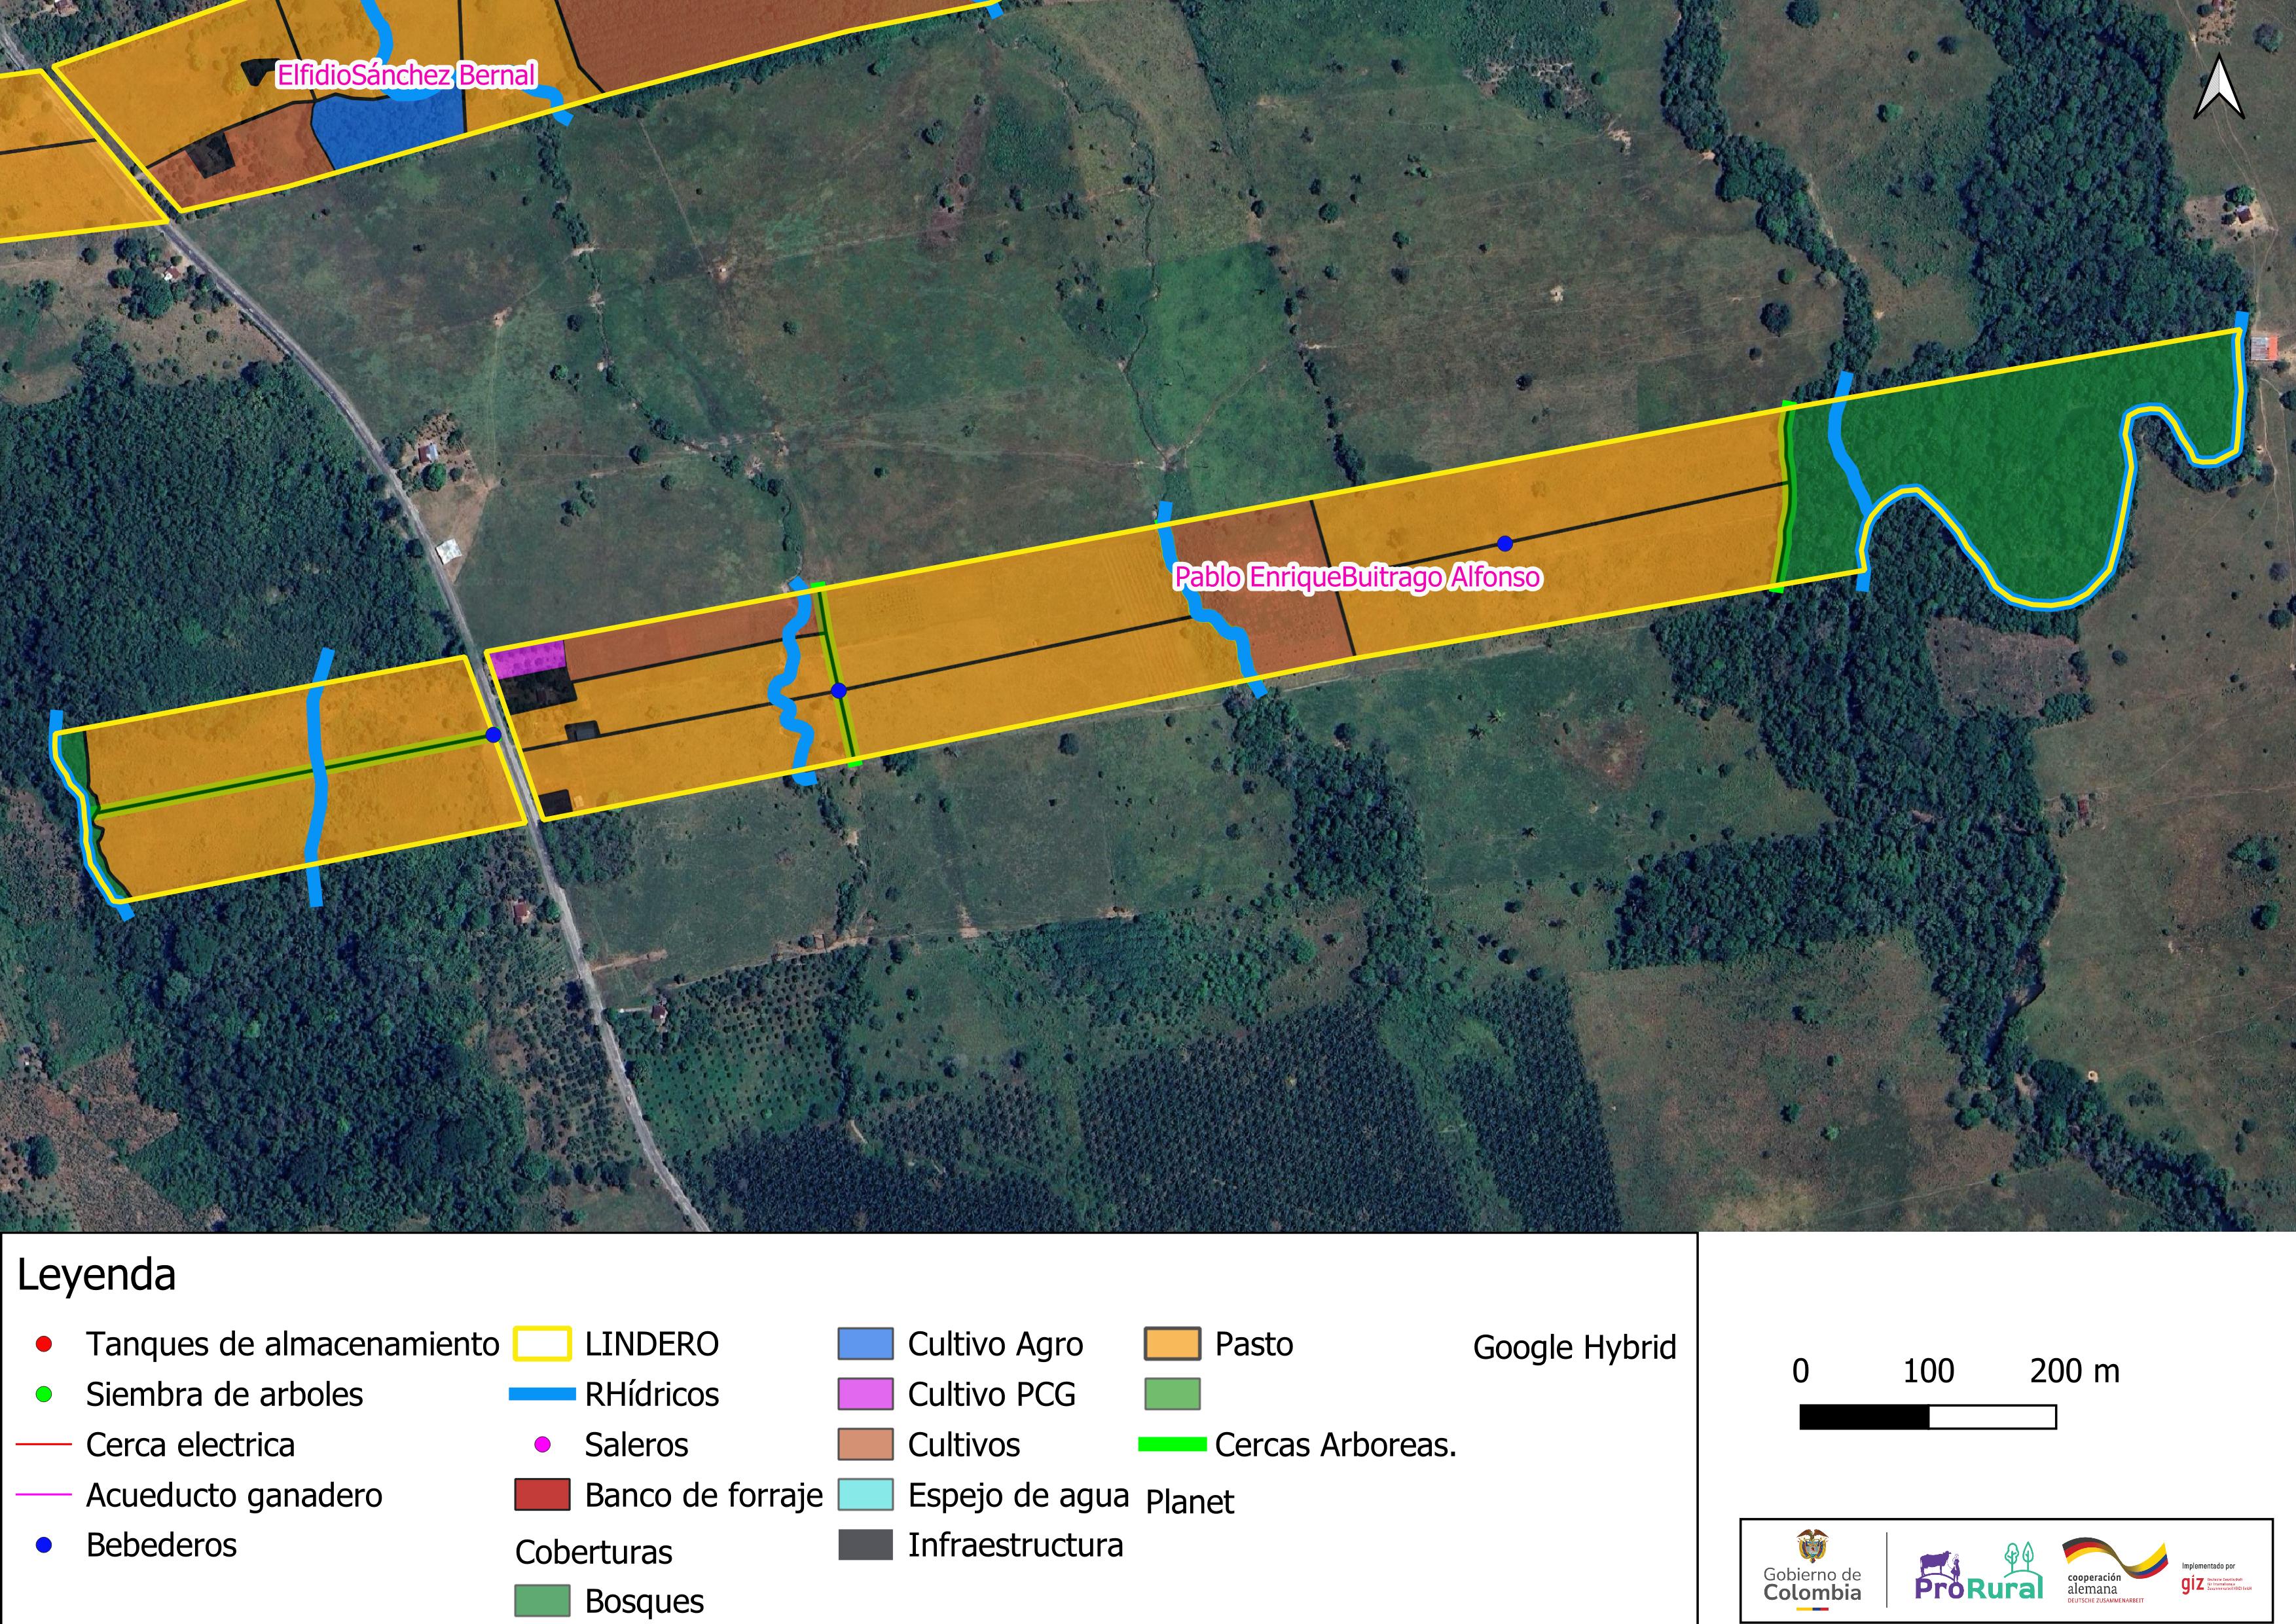 ElfidioSánchez Bernal
Pablo EnriqueBuitrago Alfonso
Leyenda
Tanques de almacenamiento
Siembra de arboles
Cerca electrica
Acueducto ganadero
Bebederos
LINDERO
RHídricos
Saleros
Banco de forraje
Coberturas
Bosques
Cultivo Agro
Cultivo PCG
Cultivos
Espejo de agua
Infraestructura
Pasto
Cercas Arboreas.
Planet
Google Hybrid
0 100 200 m
Gobierno de
Colombia
ProRural
cooperación
alemana
DEUTSCHE ZUSAMMENARBEIT
Implementado por
giz